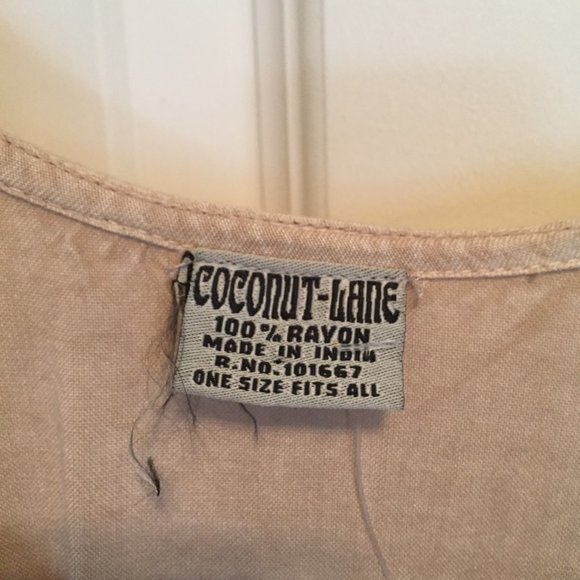 COCONUT-LANE
100% RAYON
MADE IN INDIA
R.NO.101667
ONE SIZE FITS ALL